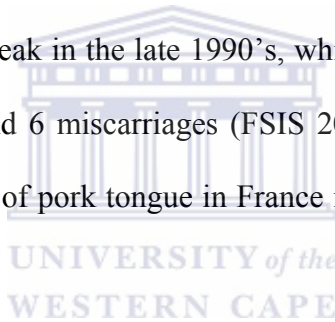 eak in the late 1990’s, wh
d 6 miscarriages (FSIS 20
of pork tongue in France
UNIVERSITY of the
WESTERN CAPE